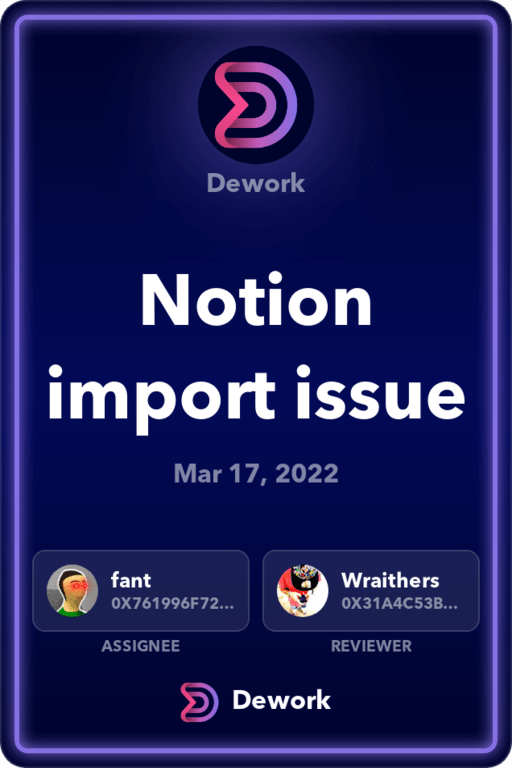 Dework
Notion
import issue
Mar 17, 2022
fant
0X761996F72...
ASSIGNEE
Wraithers
0X31A4C53B...
REVIEWER
Dework